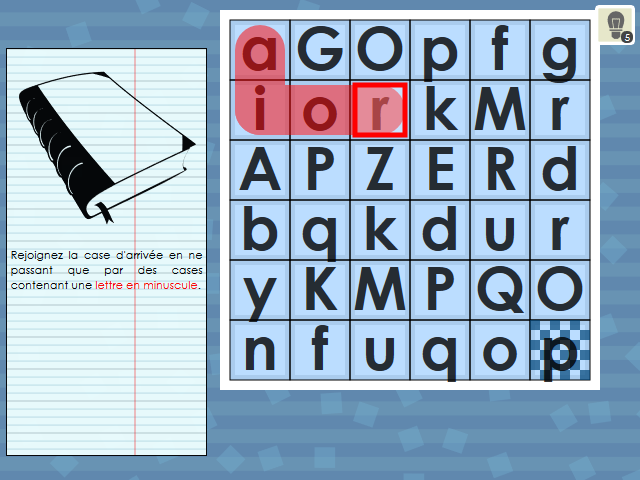 a G O p f g
i o r k M r
A P Z E R d
b q k d u r
y K M P Q O
n f u q o p
5
Rejoignez la case d'arrivée en ne
passant que par des cases
contenant une lettre en minuscule.